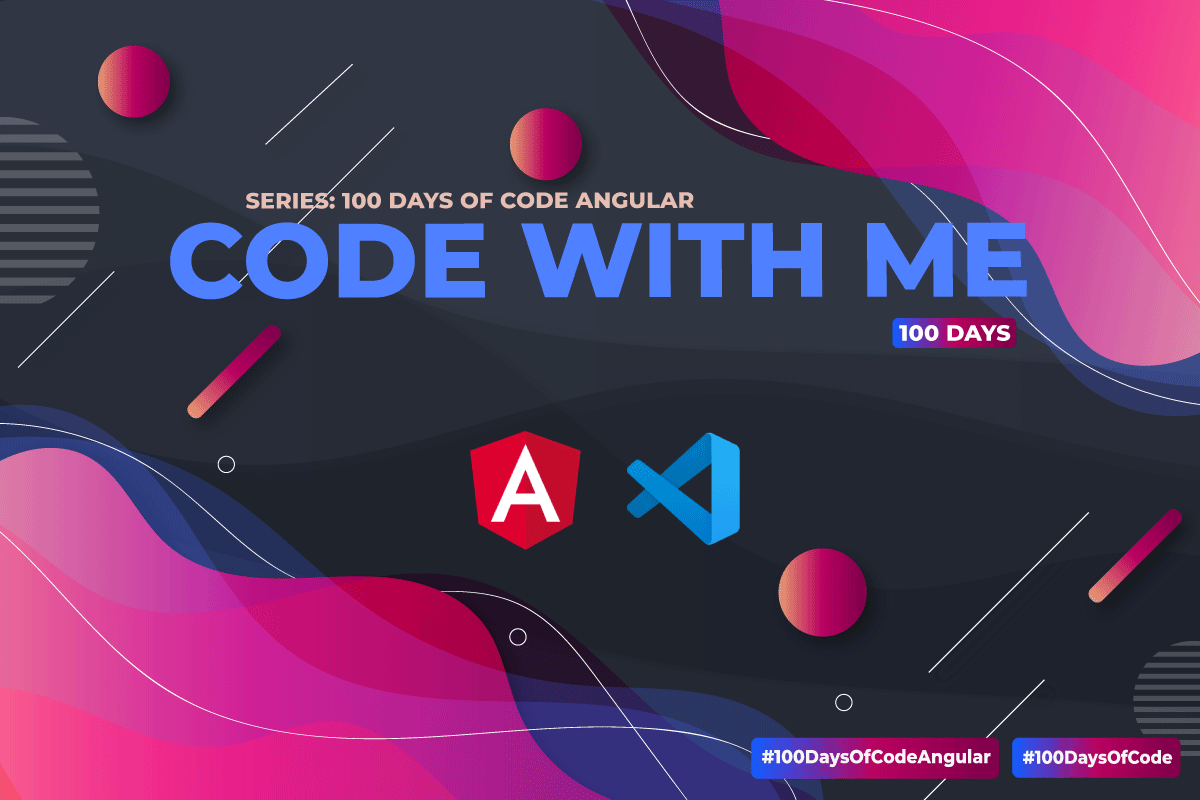 SERIES: 100 DAYS OF CODE ANGULAR
CODE WITH ME
100 DAYS
A
#100DaysOfCodeAngular
#100DaysOfCode